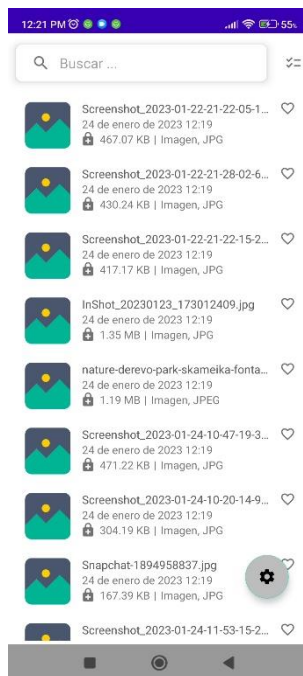 12:21 PM
55%
Buscar ...
Screenshot_2023-01-22-21-22-05-1...
24 de enero de 2023 12:19
467.07 KB | Imagen, JPG
Screenshot_2023-01-22-21-28-02-6...
24 de enero de 2023 12:19
430.24 KB | Imagen, JPG
Screenshot_2023-01-22-21-22-15-2...
24 de enero de 2023 12:19
417.17 KB | Imagen, JPG
InShot_20230123_173012409.jpg
24 de enero de 2023 12:19
1.35 MB | Imagen, JPG
nature-derevo-park-skameika-fonta...
24 de enero de 2023 12:19
1.19 MB | Imagen, JPEG
Screenshot_2023-01-24-10-47-19-3...
24 de enero de 2023 12:19
471.22 KB | Imagen, JPG
Screenshot_2023-01-24-10-20-14-9...
24 de enero de 2023 12:19
304.19 KB | Imagen, JPG
Snapchat-1894958837.jpg
24 de enero de 2023 12:19
167.39 KB | Imagen, JPG
Screenshot_2023-01-24-11-53-15-2...